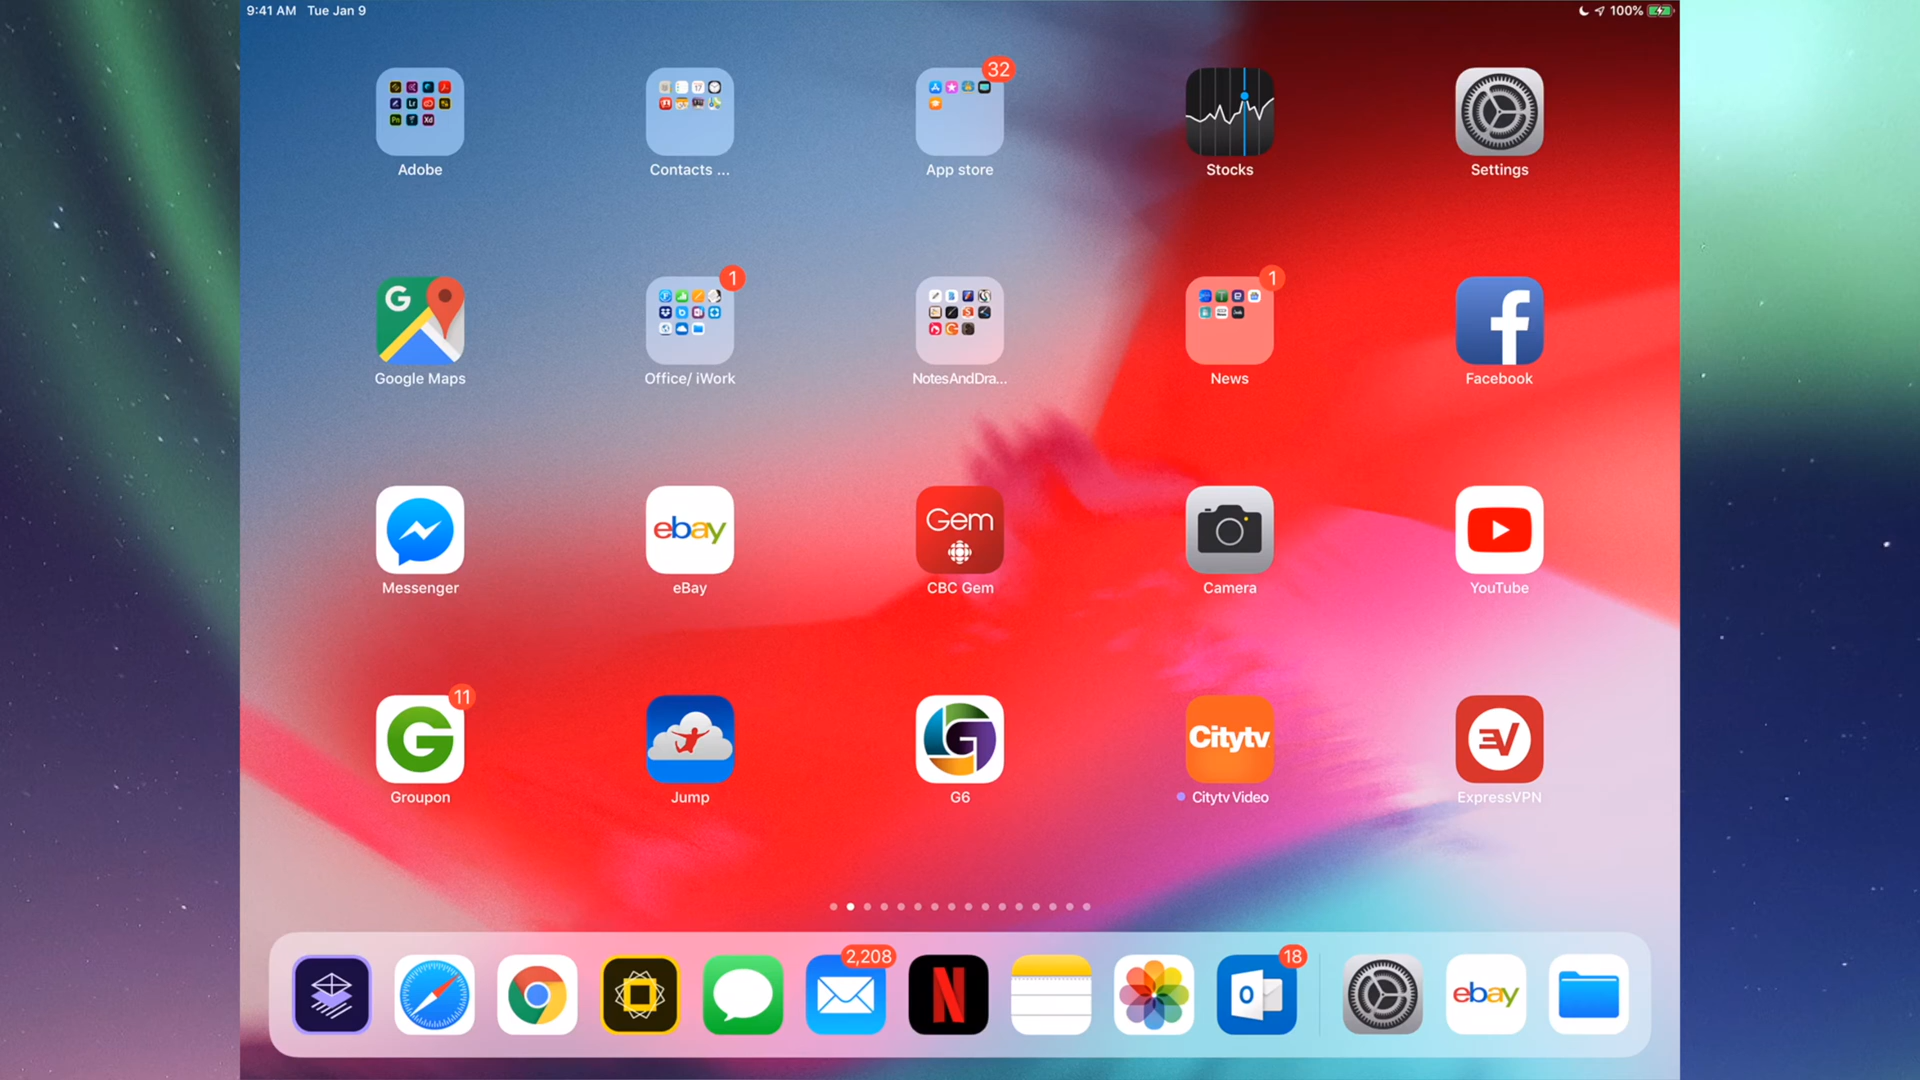 9:41 AM Tue Jan 9
100%
32
Adobe
Contacts ...
App store
Stocks
Settings
1
1
Google Maps
Office/ iWork
NotesAndDra...
News
Facebook
ebay
Gem
Messenger
eBay
CBC Gem
Camera
YouTube
11
Citytv
Groupon
Jump
G6
Citytv Video
ExpressVPN
2,208
18
ebay